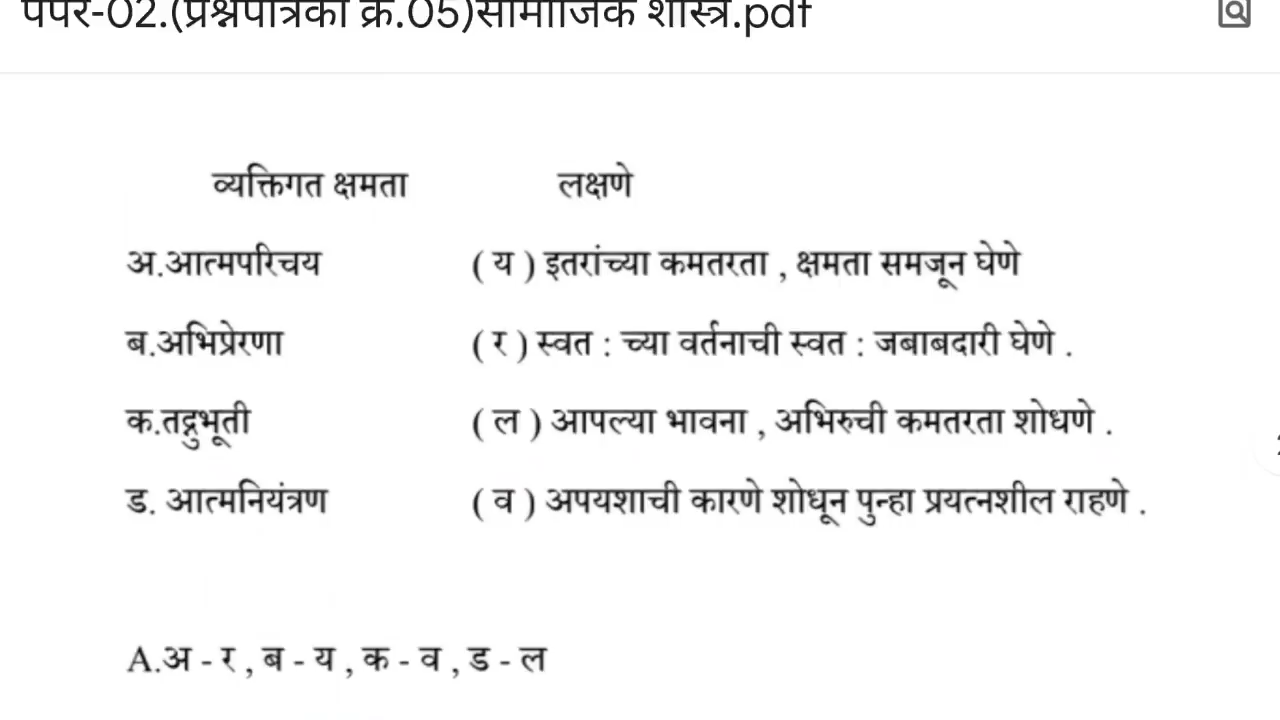 पेपर-02.(प्रश्नपत्रिका क्र.05)सामाजिक शास्त्र.pdf
व्यक्तिगत क्षमता लक्षणे
अ.आत्मपरिचय ( य ) इतरांच्या कमतरता , क्षमता समजून घेणे
ब.अभिप्रेरणा ( र ) स्वत : च्या वर्तनाची स्वत : जबाबदारी घेणे .
क.तद्नुभूती ( ल ) आपल्या भावना , अभिरुची कमतरता शोधणे .
ड. आत्मनियंत्रण ( व ) अपयशाची कारणे शोधून पुन्हा प्रयत्नशील राहणे .
A.अ - र , ब - य , क - व , ड - ल